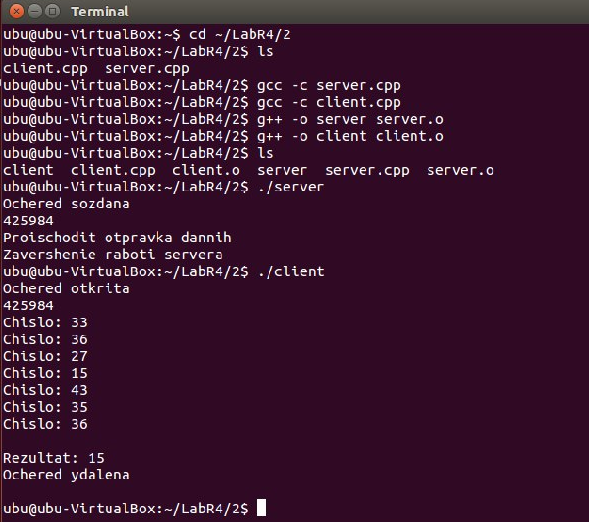 Terminal
ubu@ubu-VirtualBox:~$ cd ~/LabR4/2
ubu@ubu-VirtualBox:~/LabR4/2$ ls
client.cpp  server.cpp
ubu@ubu-VirtualBox:~/LabR4/2$ gcc -c server.cpp
ubu@ubu-VirtualBox:~/LabR4/2$ gcc -c client.cpp
ubu@ubu-VirtualBox:~/LabR4/2$ g++ -o server server.o
ubu@ubu-VirtualBox:~/LabR4/2$ g++ -o client client.o
ubu@ubu-VirtualBox:~/LabR4/2$ ls
client  client.cpp  client.o  server  server.cpp  server.o
ubu@ubu-VirtualBox:~/LabR4/2$ ./server
Ochered sozdana
425984
Proischodit otpravka dannih
Zavershenie raboti servera
ubu@ubu-VirtualBox:~/LabR4/2$ ./client
Ochered otkrita
425984
Chislo: 33
Chislo: 36
Chislo: 27
Chislo: 15
Chislo: 43
Chislo: 35
Chislo: 36
Rezultat: 15
Ochered ydalena
ubu@ubu-VirtualBox:~/LabR4/2$